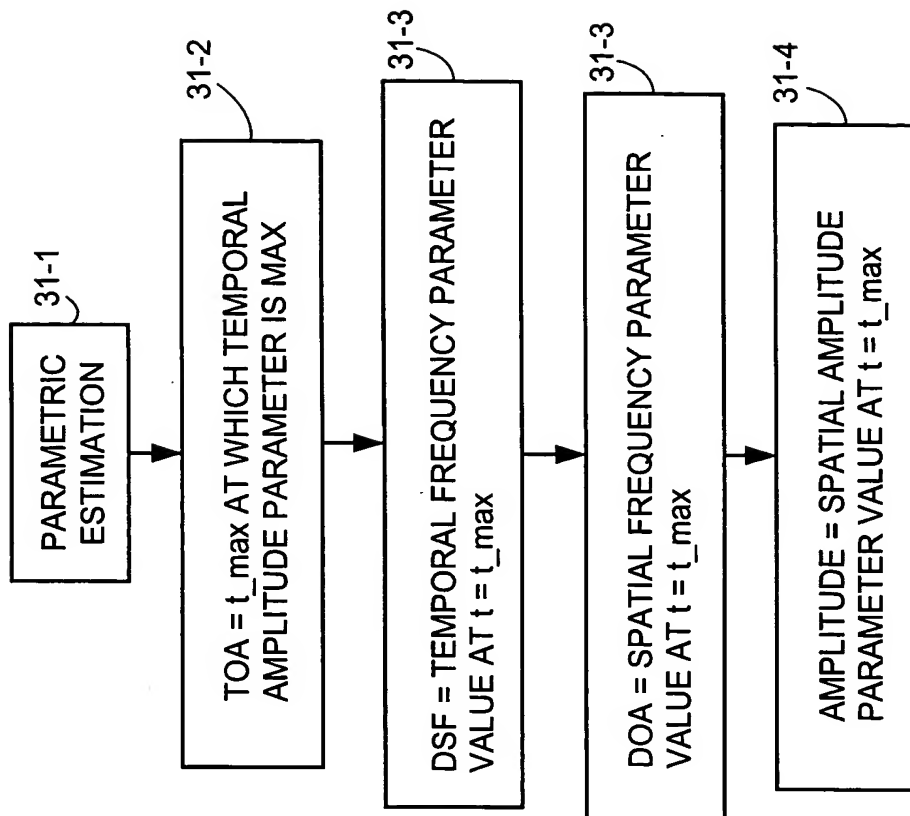 31-1
PARAMETRIC
ESTIMATION
31-2
TOA = t_max AT WHICH TEMPORAL
AMPLITUDE PARAMETER IS MAX
31-3
DSF = TEMPORAL FREQUENCY PARAMETER
VALUE AT t = t_max
31-3
DOA = SPATIAL FREQUENCY PARAMETER
VALUE AT t = t_max
31-4
AMPLITUDE = SPATIAL AMPLITUDE
PARAMETER VALUE AT t = t_max